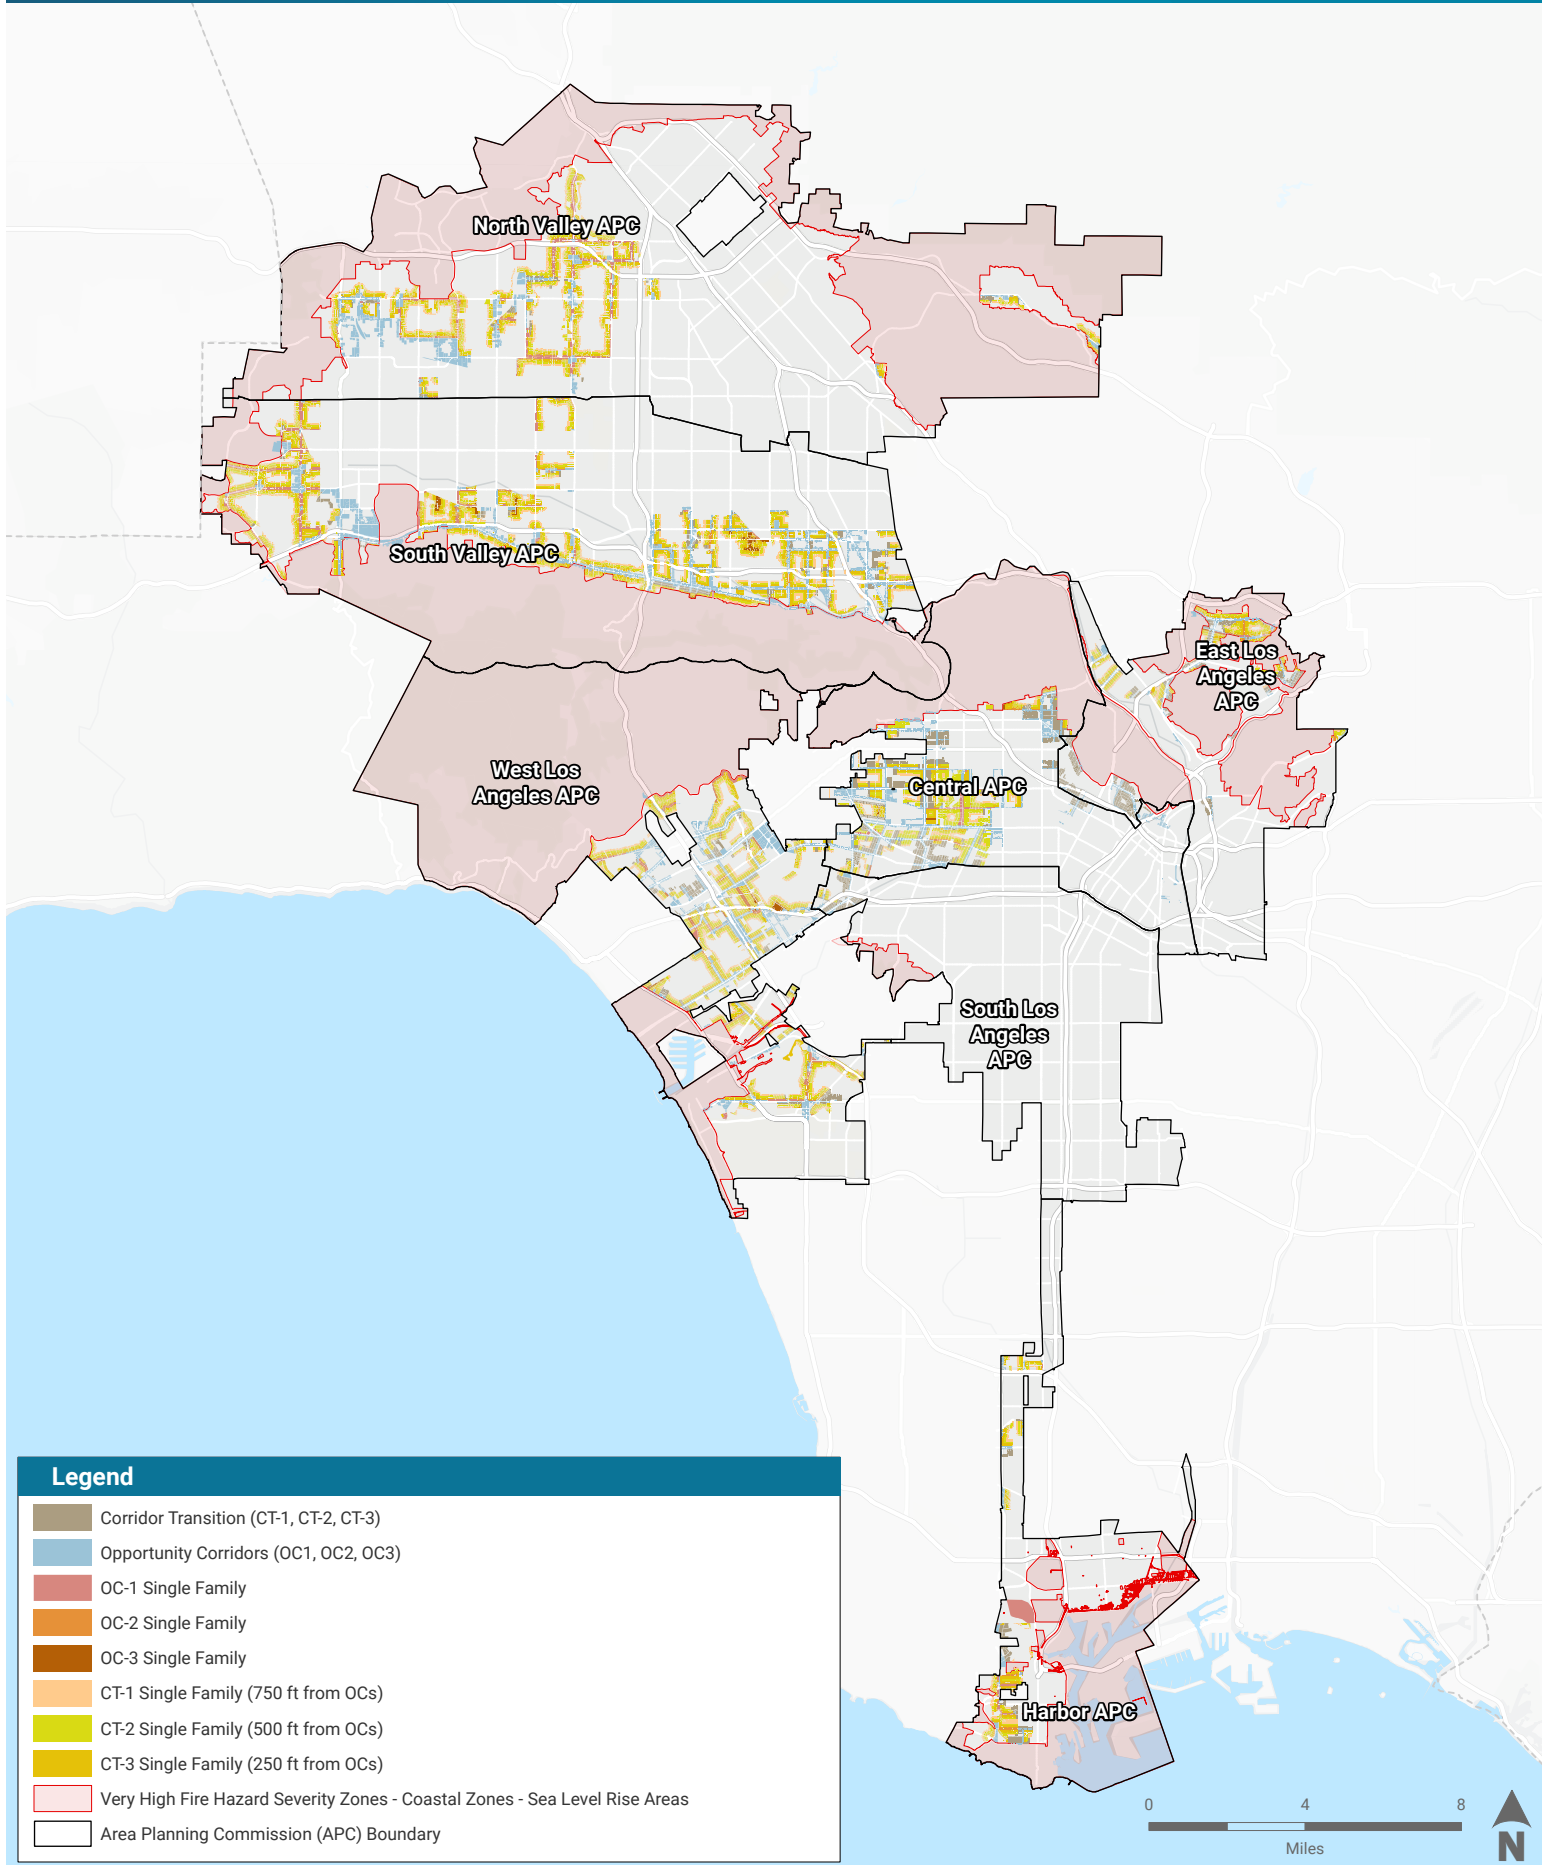 North Valley APC
South Valley APC
East Los
Angeles
APC
West Los
Angeles APC
Central APC
South Los
Angeles
APC
Harbor APC
Legend
Corridor Transition (CT-1, CT-2, CT-3)
Opportunity Corridors (OC1, OC2, OC3)
OC-1 Single Family
OC-2 Single Family
OC-3 Single Family
CT-1 Single Family (750 ft from OCs)
CT-2 Single Family (500 ft from OCs)
CT-3 Single Family (250 ft from OCs)
Very High Fire Hazard Severity Zones - Coastal Zones - Sea Level Rise Areas
Area Planning Commission (APC) Boundary
0 4 8
Miles
N